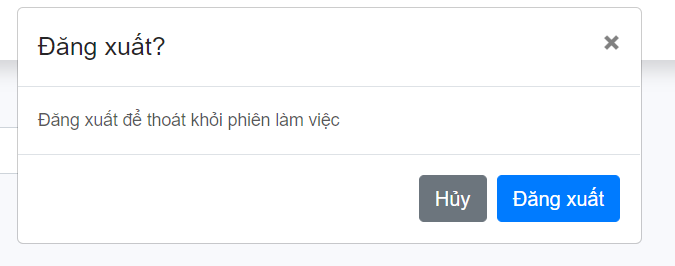 Đăng xuất?
Đăng xuất để thoát khỏi phiên làm việc
Hủy
Đăng xuất